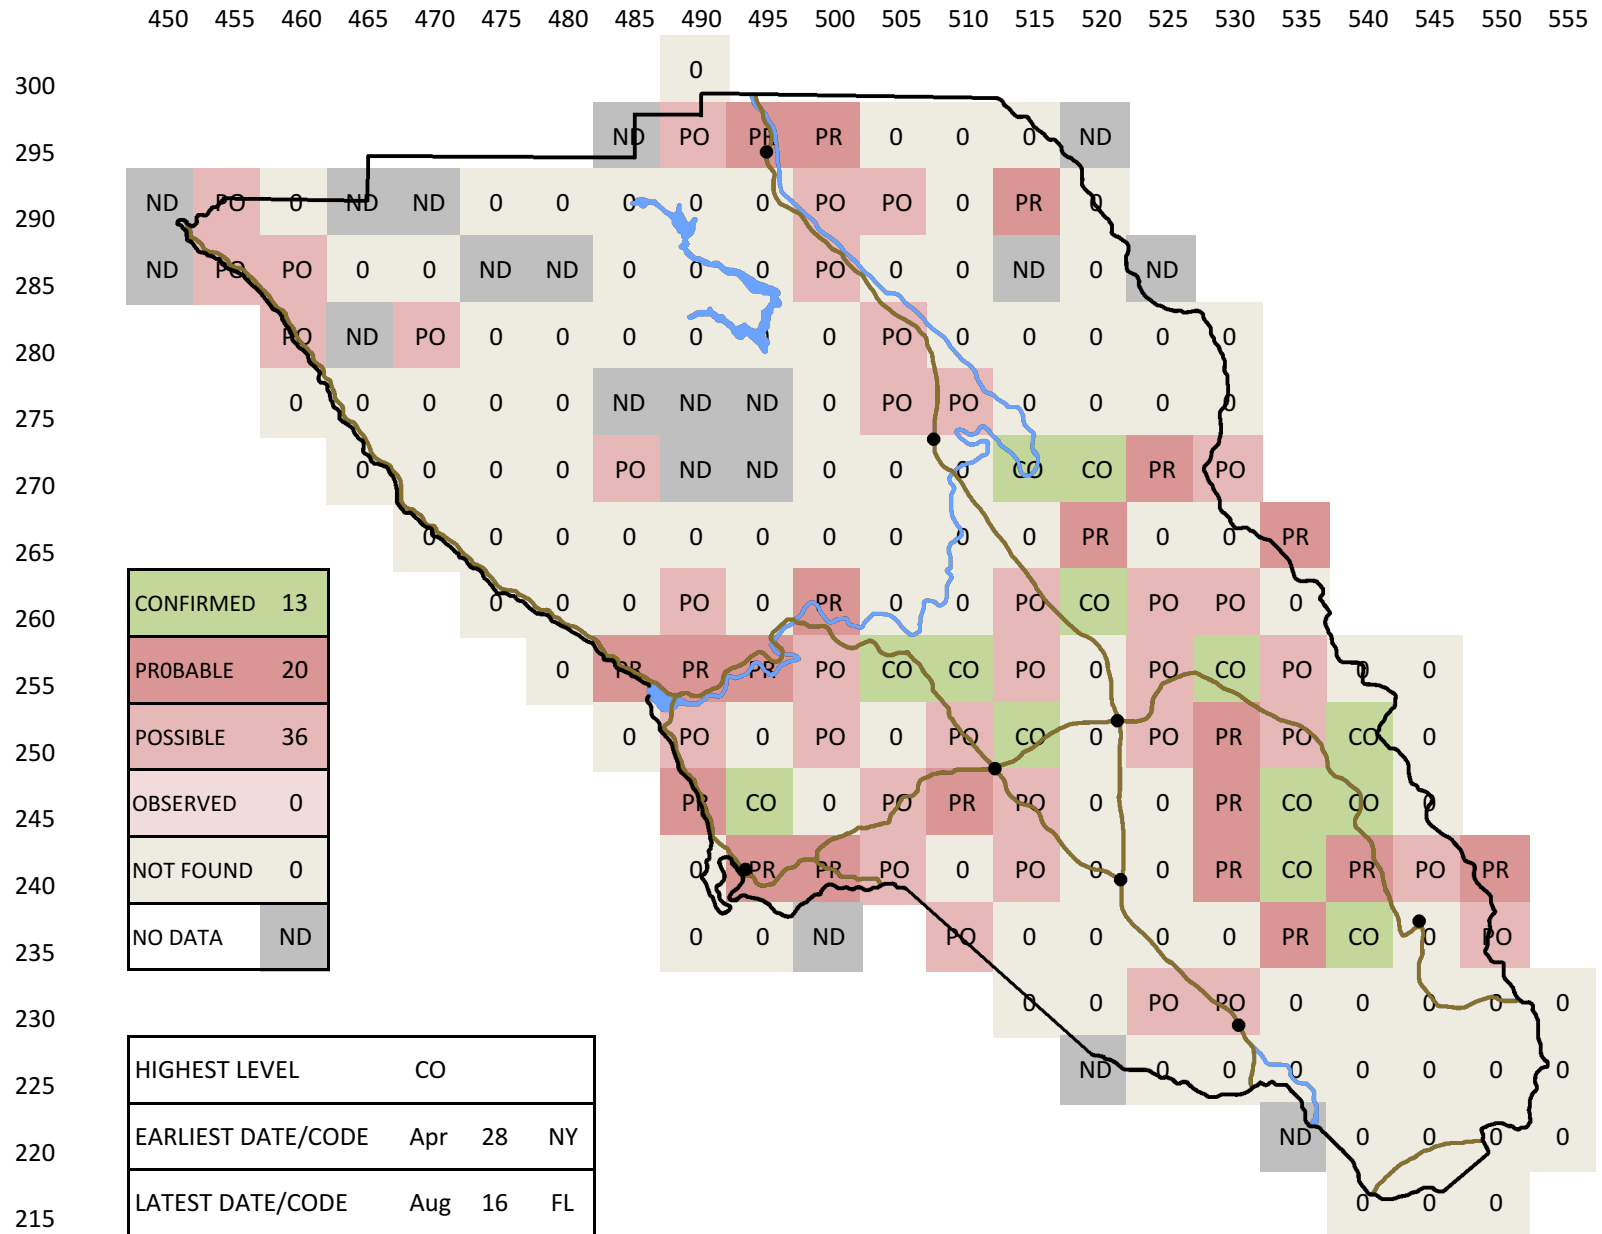 450 455 460 465 470 475 480 485 490 495 500 505 510 515 520 525 530 535 540 545 550 555
0
300
ND PO PR PR 0 0 0 ND
295
ND PO 0 ND ND 0 0 0 0 0 PO PO 0 PR 0
290
ND PO PO 0 0 ND ND 0 0 0 PO 0 0 ND 0 ND
285
PO ND PO 0 0 0 0 0 0 PO 0 0 0 0 0
280
0 0 0 0 0 ND ND ND 0 PO PO 0 0 0 0
275
0 0 0 0 PO ND ND 0 0 0 CO CO PR PO
270
0 0 0 0 0 0 0 0 0 0 PR 0 0 PR
265
0 0 0 PO 0 PR 0 0 PO CO PO PO 0
260
0 PR PR PR PO CO CO PO 0 PO CO PO 0 0
255
0 PO 0 PO 0 PO CO 0 PO PR PO CO 0
250
PR CO 0 PO PR PO 0 0 PR CO CO 0
245
0 PR PR PO 0 PO 0 0 PR CO PR PO PR
240
0 0 ND PO 0 0 0 0 PR CO 0 PO
235
0 0 PO PO 0 0 0 0 0
230
ND 0 0 0 0 0 0 0
225
ND 0 0 0 0
220
0 0 0
215
CONFIRMED 13
PR0BABLE 20
POSSIBLE 36
OBSERVED 0
NOT FOUND 0
NO DATA ND
HIGHEST LEVEL CO
EARLIEST DATE/CODE Apr 28 NY
LATEST DATE/CODE Aug 16 FL